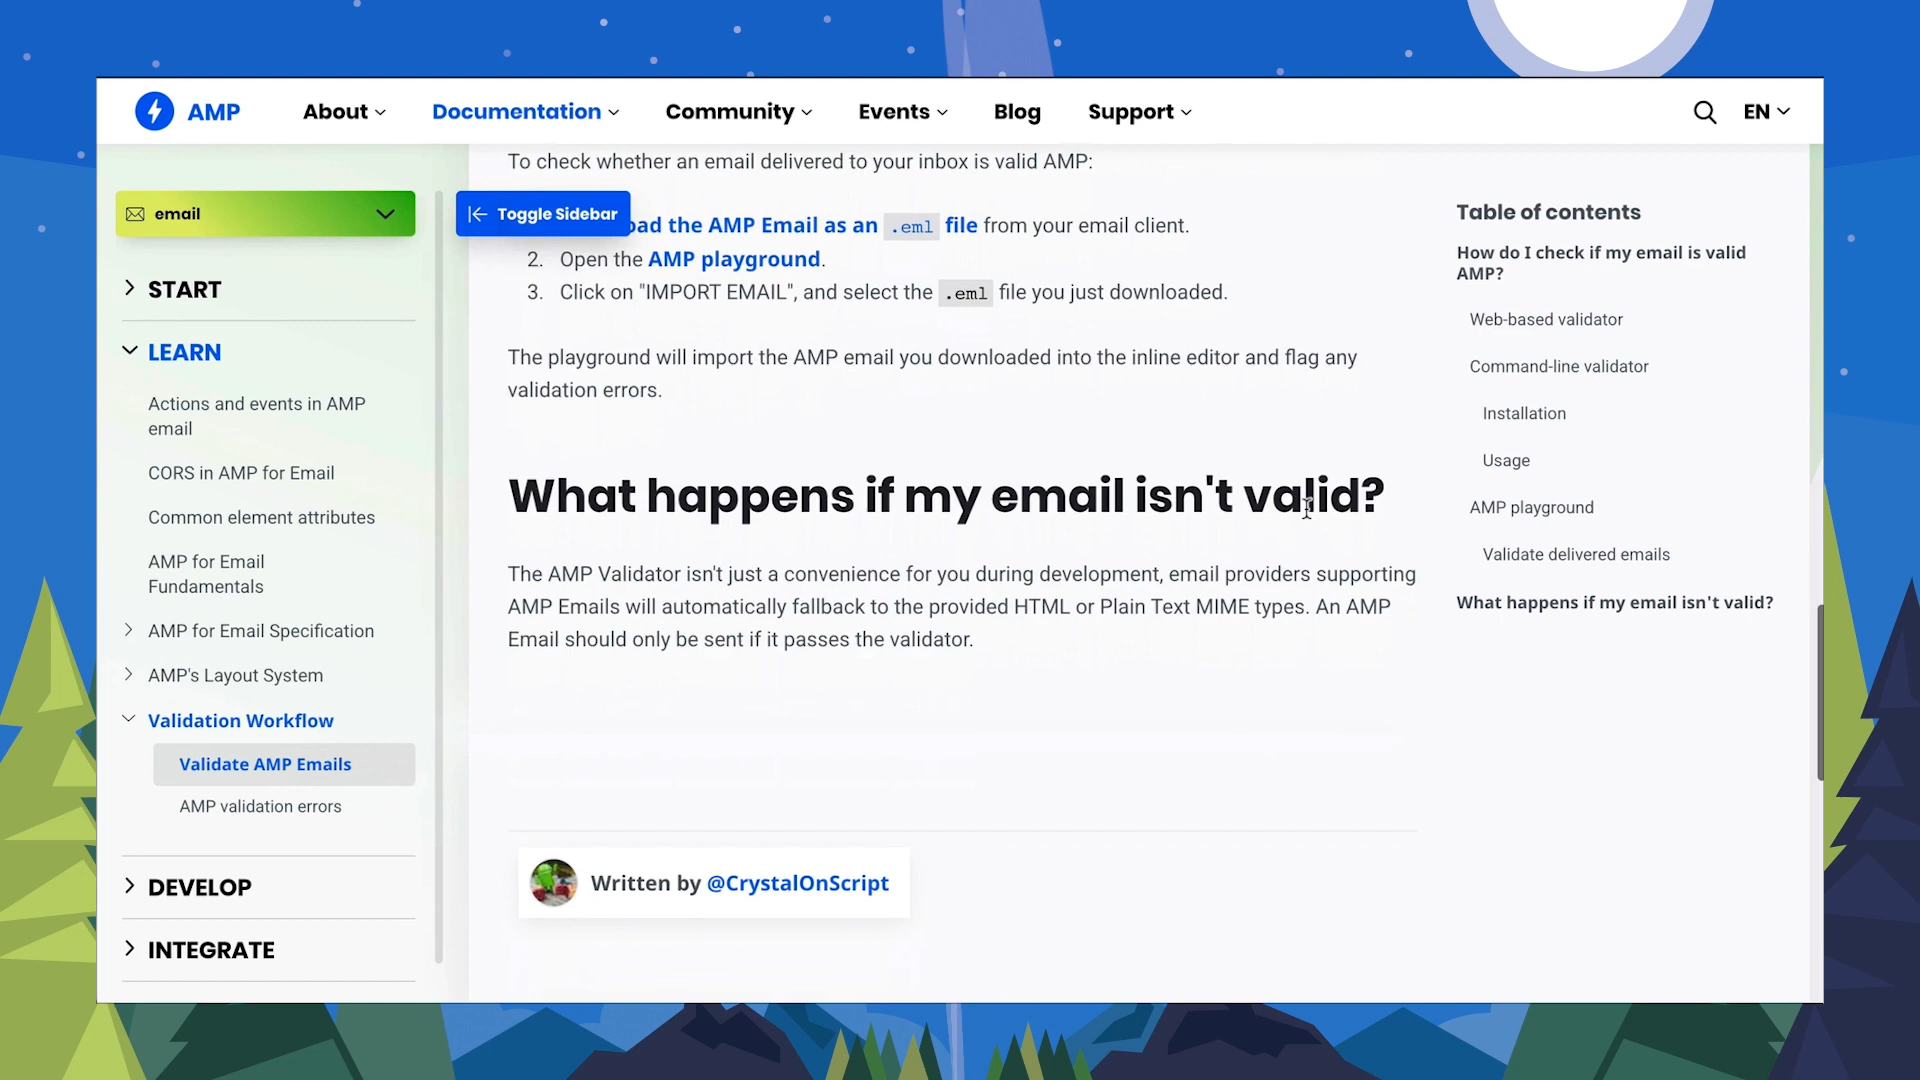 AMP
About
Documentation
Community
Events
Blog
Support
EN
email
START
LEARN
Actions and events in AMP
email
CORS in AMP for Email
Common element attributes
AMP for Email
Fundamentals
AMP for Email Specification
AMP's Layout System
Validation Workflow
Validate AMP Emails
AMP validation errors
DEVELOP
INTEGRATE
Toggle Sidebar
To check whether an email delivered to your inbox is valid AMP:
the AMP Email as an .eml file from your email client.
2. Open the AMP playground.
3. Click on "IMPORT EMAIL", and select the .eml file you just downloaded.
The playground will import the AMP email you downloaded into the inline editor and flag any
validation errors.
What happens if my email isn't valid?
The AMP Validator isn't just a convenience for you during development, email providers supporting
AMP Emails will automatically fallback to the provided HTML or Plain Text MIME types. An AMP
Email should only be sent if it passes the validator.
Written by @CrystalOnScript
Table of contents
How do I check if my email is valid
AMP?
Web-based validator
Command-line validator
Installation
Usage
AMP playground
Validate delivered emails
What happens if my email isn't valid?